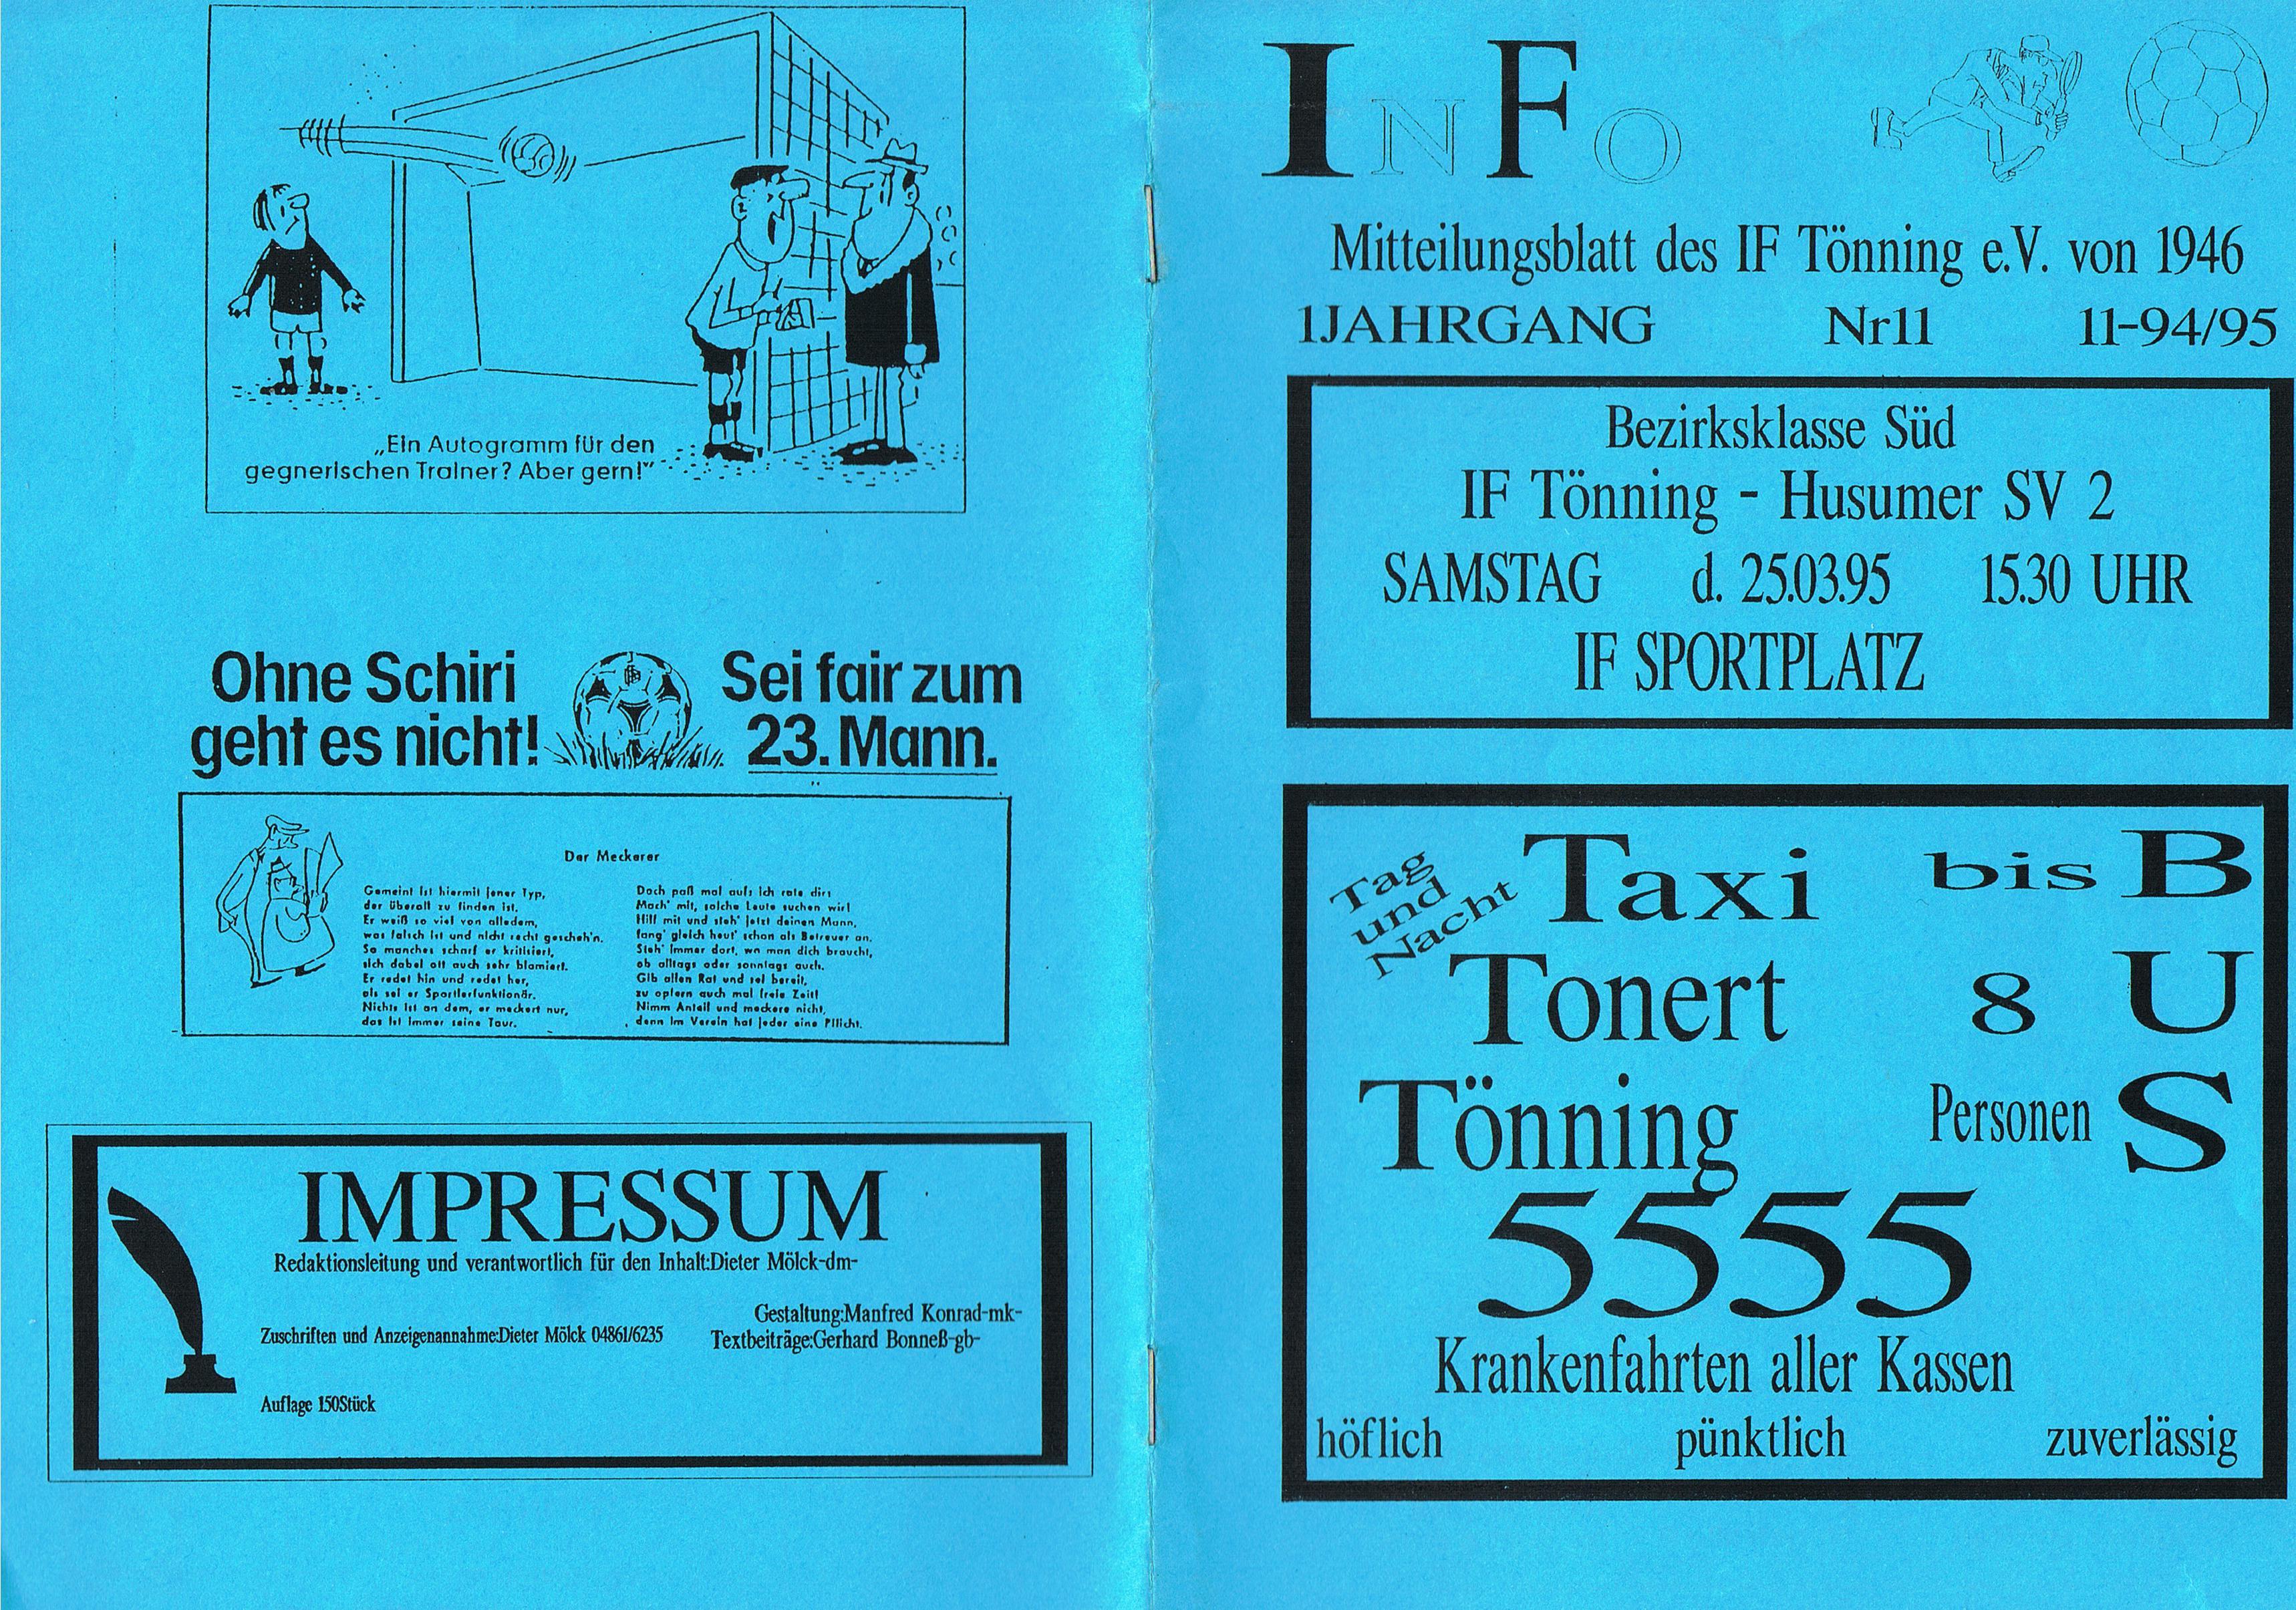 „Ein Autogramm für den
gegnerischen Trainer? Aber gern!“
Ohne Schiri
geht es nicht!
Sei fair zum
23. Mann.
Der Meckerer
Gemeint ist hiermit jener Typ,
der überall zu finden ist.
Er weiß so viel von alledem,
was falsch ist und nicht recht gescheh'n.
So manches scharf er kritisiert,
sich dabei oft auch sehr blamiert.
Er redet hin und redet her,
als sei er Sportlerfunktionär.
Nichts ist an dem, er meckert nur,
das ist immer seine Tour.
Doch paß mal auf: ich rate dir:
Mach' mit, solche Leute suchen wir!
Hilf mit und steh' jetzt deinen Mann,
fang' gleich heut' schon als Betreuer an.
Steh' immer dort, wo man dich braucht,
ob alltags oder sonntags auch.
Gib allen Rat und sei bereit,
zu opfern auch mal freie Zeit!
Nimm Anteil und meckere nicht,
denn im Verein hat jeder eine Pflicht.
IMPRESSUM
Redaktionsleitung und verantwortlich für den Inhalt:Dieter Mölck-dm-
Gestaltung:Manfred Konrad-mk-
Zuschriften und Anzeigenannahme:Dieter Mölck 04861/6235
Textbeiträge:Gerhard Bonneß-gb-
Auflage 150Stück
INFO
Mitteilungsblatt des IF Tönning e.V. von 1946
1JAHRGANG Nr11 11-94/95
Bezirksklasse Süd
IF Tönning - Husumer SV 2
SAMSTAG d. 25.03.95 15.30 UHR
IF SPORTPLATZ
Tag
und
Nacht
Taxi
Tonert
Tönning
bis
8
Personen
BUS
5555
Krankenfahrten aller Kassen
höflich pünktlich zuverlässig